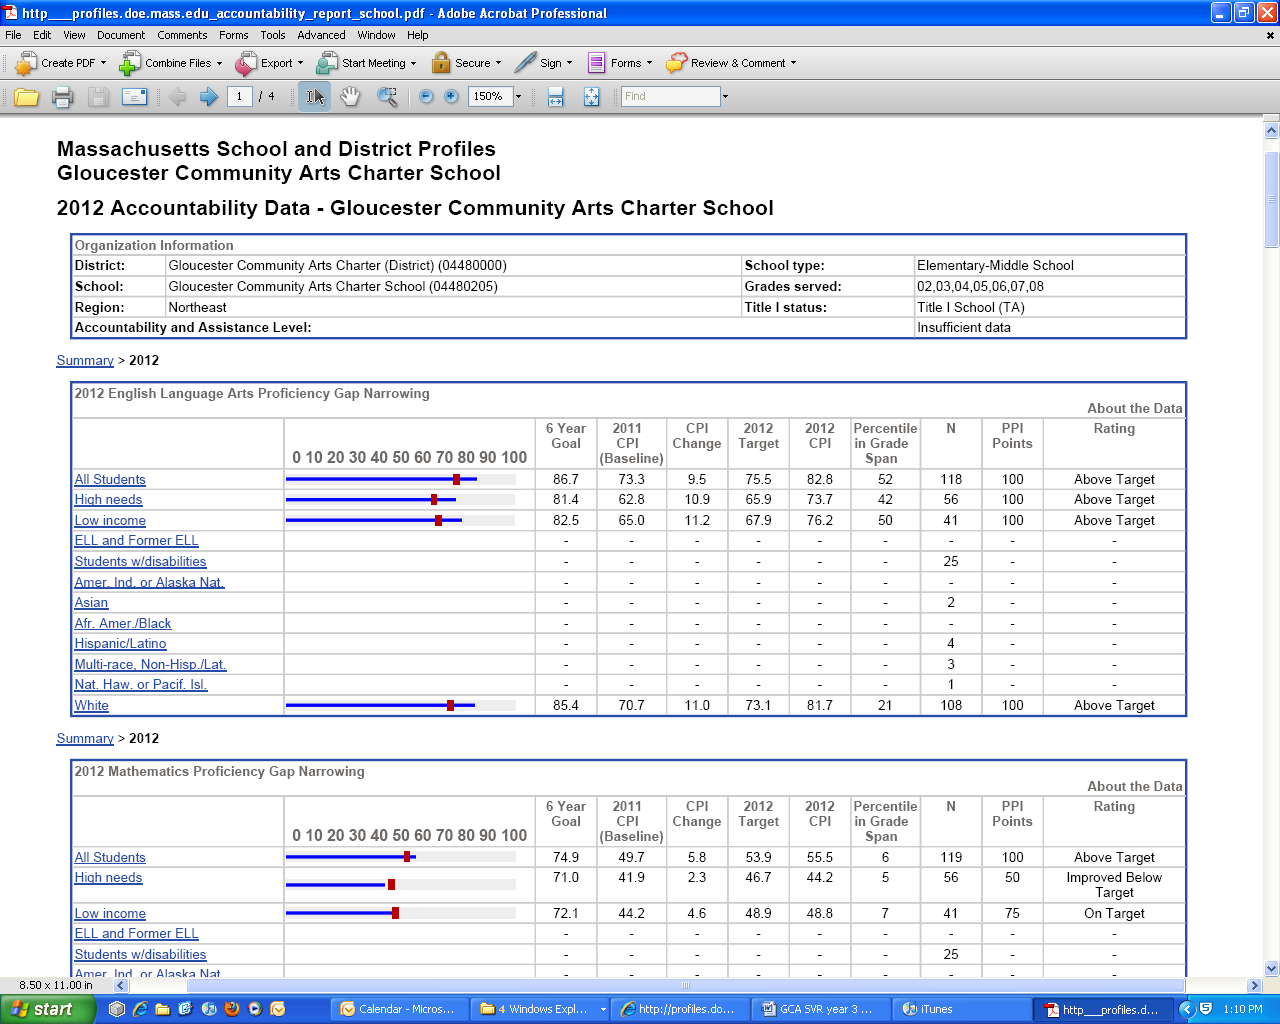 http___profiles.doe.mass.edu_accountability_report_school.pdf - Adobe Acrobat Professional
File Edit View Document Comments Forms Tools Advanced Window Help
Create PDF Combine Files Export Start Meeting Secure Sign Forms Review & Comment
1 / 4 150% Find
Massachusetts School and District Profiles
Gloucester Community Arts Charter School
2012 Accountability Data - Gloucester Community Arts Charter School
Organization Information
District: Gloucester Community Arts Charter (District) (04480000) School type: Elementary-Middle School
School: Gloucester Community Arts Charter School (04480205) Grades served: 02,03,04,05,06,07,08
Region: Northeast Title I status: Title I School (TA)
Accountability and Assistance Level: Insufficient data
Summary > 2012
2012 English Language Arts Proficiency Gap Narrowing
About the Data
0 10 20 30 40 50 60 70 80 90 100 6 Year Goal 2011 CPI (Baseline) CPI Change 2012 Target 2012 CPI Percentile in Grade Span N PPI Points Rating
All Students 86.7 73.3 9.5 75.5 82.8 52 118 100 Above Target
High needs 81.4 62.8 10.9 65.9 73.7 42 56 100 Above Target
Low income 82.5 65.0 11.2 67.9 76.2 50 41 100 Above Target
ELL and Former ELL - - - - - - - - -
Students w/disabilities - - - - - - 25 - -
Amer. Ind. or Alaska Nat. - - - - - - - - -
Asian - - - - - - 2 - -
Afr. Amer./Black - - - - - - - - -
Hispanic/Latino - - - - - - 4 - -
Multi-race, Non-Hisp./Lat. - - - - - - 3 - -
Nat. Haw. or Pacif. Isl. - - - - - - 1 - -
White 85.4 70.7 11.0 73.1 81.7 21 108 100 Above Target
Summary > 2012
2012 Mathematics Proficiency Gap Narrowing
About the Data
0 10 20 30 40 50 60 70 80 90 100 6 Year Goal 2011 CPI (Baseline) CPI Change 2012 Target 2012 CPI Percentile in Grade Span N PPI Points Rating
All Students 74.9 49.7 5.8 53.9 55.5 6 119 100 Above Target
High needs 71.0 41.9 2.3 46.7 44.2 5 56 50 Improved Below Target
Low income 72.1 44.2 4.6 48.9 48.8 7 41 75 On Target
ELL and Former ELL - - - - - - - - -
Students w/disabilities - - - - - - 25 - -
Amer. Ind. or Alaska Nat. - - - - - - - - -
8.50 x 11.00 in
start Calendar - Micros... 4 Windows Expl... http://profiles.do... GCA SVR year 3 ... iTunes http___profiles.d... 1:10 PM